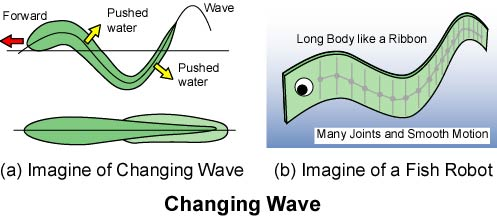 Forward
Pushed
water
Wave
Pushed
water
(a) Imagine of Changing Wave
Long Body like a Ribbon
Many Joints and Smooth Motion
(b) Imagine of a Fish Robot
Changing Wave